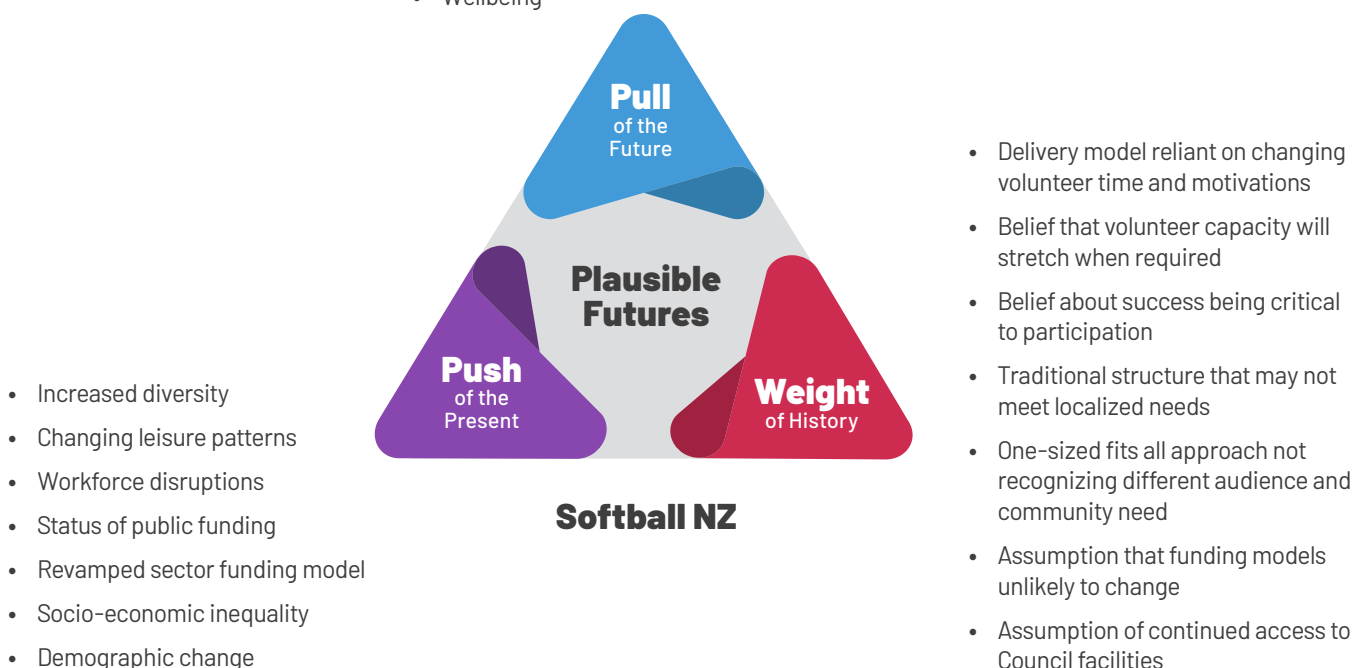 • Wellbeing
Pull
of the
Future
Plausible
Futures
Push
of the
Present
Weight
of History
Softball NZ
• Increased diversity
• Changing leisure patterns
• Workforce disruptions
• Status of public funding
• Revamped sector funding model
• Socio-economic inequality
• Demographic change
• Delivery model reliant on changing
volunteer time and motivations
• Belief that volunteer capacity will
stretch when required
• Belief about success being critical
to participation
• Traditional structure that may not
meet localized needs
• One-sized fits all approach not
recognizing different audience and
community need
• Assumption that funding models
unlikely to change
• Assumption of continued access to
Council facilities